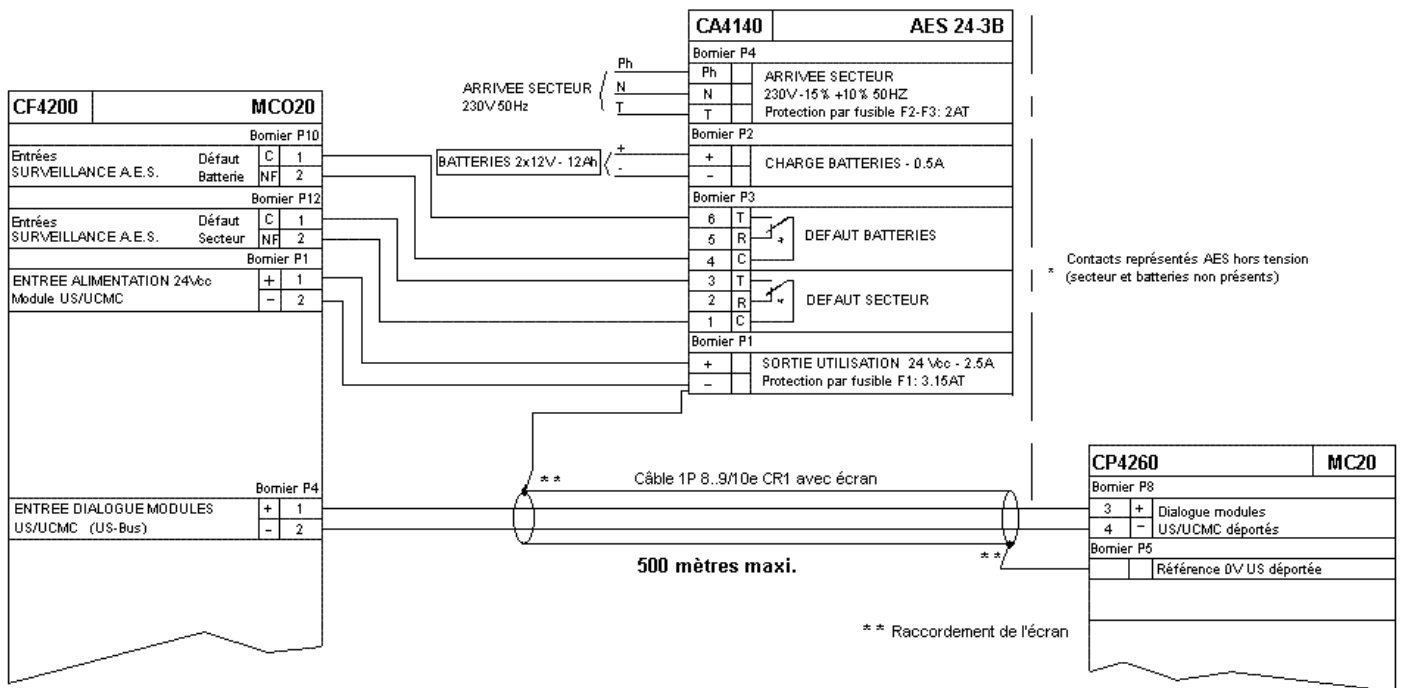 CA4140 AES 24-3B
Bornier P4
Ph ARRIVEE SECTEUR
N 230V -15% +10% 50HZ
T Protection par fusible F2-F3: 2AT
ARRIVEE SECTEUR
230V 50Hz
Ph
N
T
Bornier P2
+ CHARGE BATTERIES - 0.5A
-
BATTERIES 2x12V - 12Ah
+
-
Bornier P3
6 T
5 R * DEFAUT BATTERIES
4 C
3 T
2 R * DEFAUT SECTEUR
1 C
Bornier P1
+ SORTIE UTILISATION 24 Vcc - 2.5A
- Protection par fusible F1: 3.15AT
CF4200 MCO20
Bornier P10
Entrées Défaut C 1
SURVEILLANCE A.E.S. Batterie NF 2
Bornier P12
Entrées Défaut C 1
SURVEILLANCE A.E.S. Secteur NF 2
Bornier P1
ENTREE ALIMENTATION 24Vcc + 1
Module US/UCMC - 2
Bornier P4
ENTREE DIALOGUE MODULES + 1
US/UCMC (US-Bus) - 2
* Contacts représentés AES hors tension
(secteur et batteries non présents)
* * Câble 1P 8..9/10e CR1 avec écran
500 mètres maxi.
* *
CP4260 MC20
Bornier P8
3 + Dialogue modules
4 - US/UCMC déportés
Bornier P5
Référence 0V US déportée
* * Raccordement de l'écran